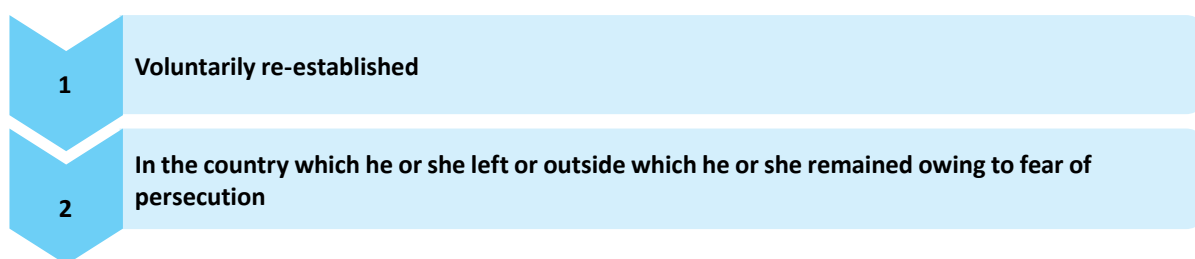 1
Voluntarily re-established
2
In the country which he or she left or outside which he or she remained owing to fear of
persecution